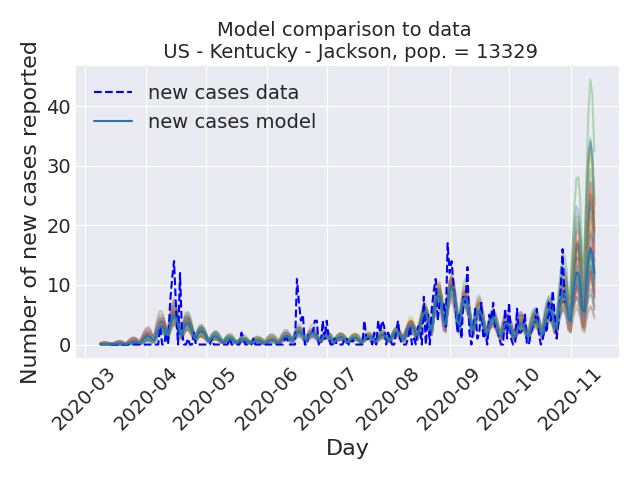 Model comparison to data
US - Kentucky - Jackson, pop. = 13329
Number of new cases reported
40
30
20
10
0
new cases data
new cases model
2020-03
2020-04
2020-05
2020-06
2020-07
2020-08
2020-09
2020-10
2020-11
Day